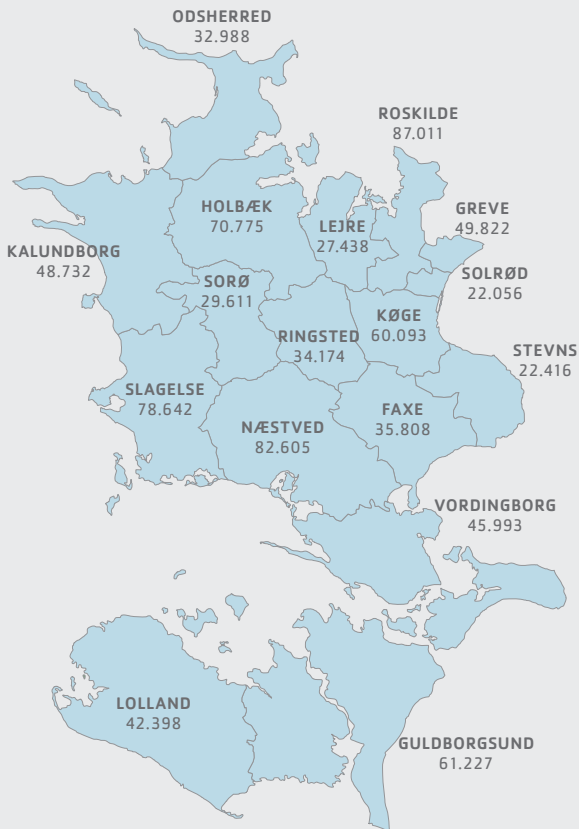 ODSHERRED
32.988
ROSKILDE
87.011
HOLBÆK
70.775
LEJRE
27.438
GREVE
49.822
KALUNDBORG
48.732
SORØ
29.611
SOLRØD
22.056
RINGSTED
34.174
KØGE
60.093
STEVNS
22.416
SLAGELSE
78.642
NÆSTVED
82.605
FAXE
35.808
VORDINGBORG
45.993
LOLLAND
42.398
GULDBORGSUND
61.227